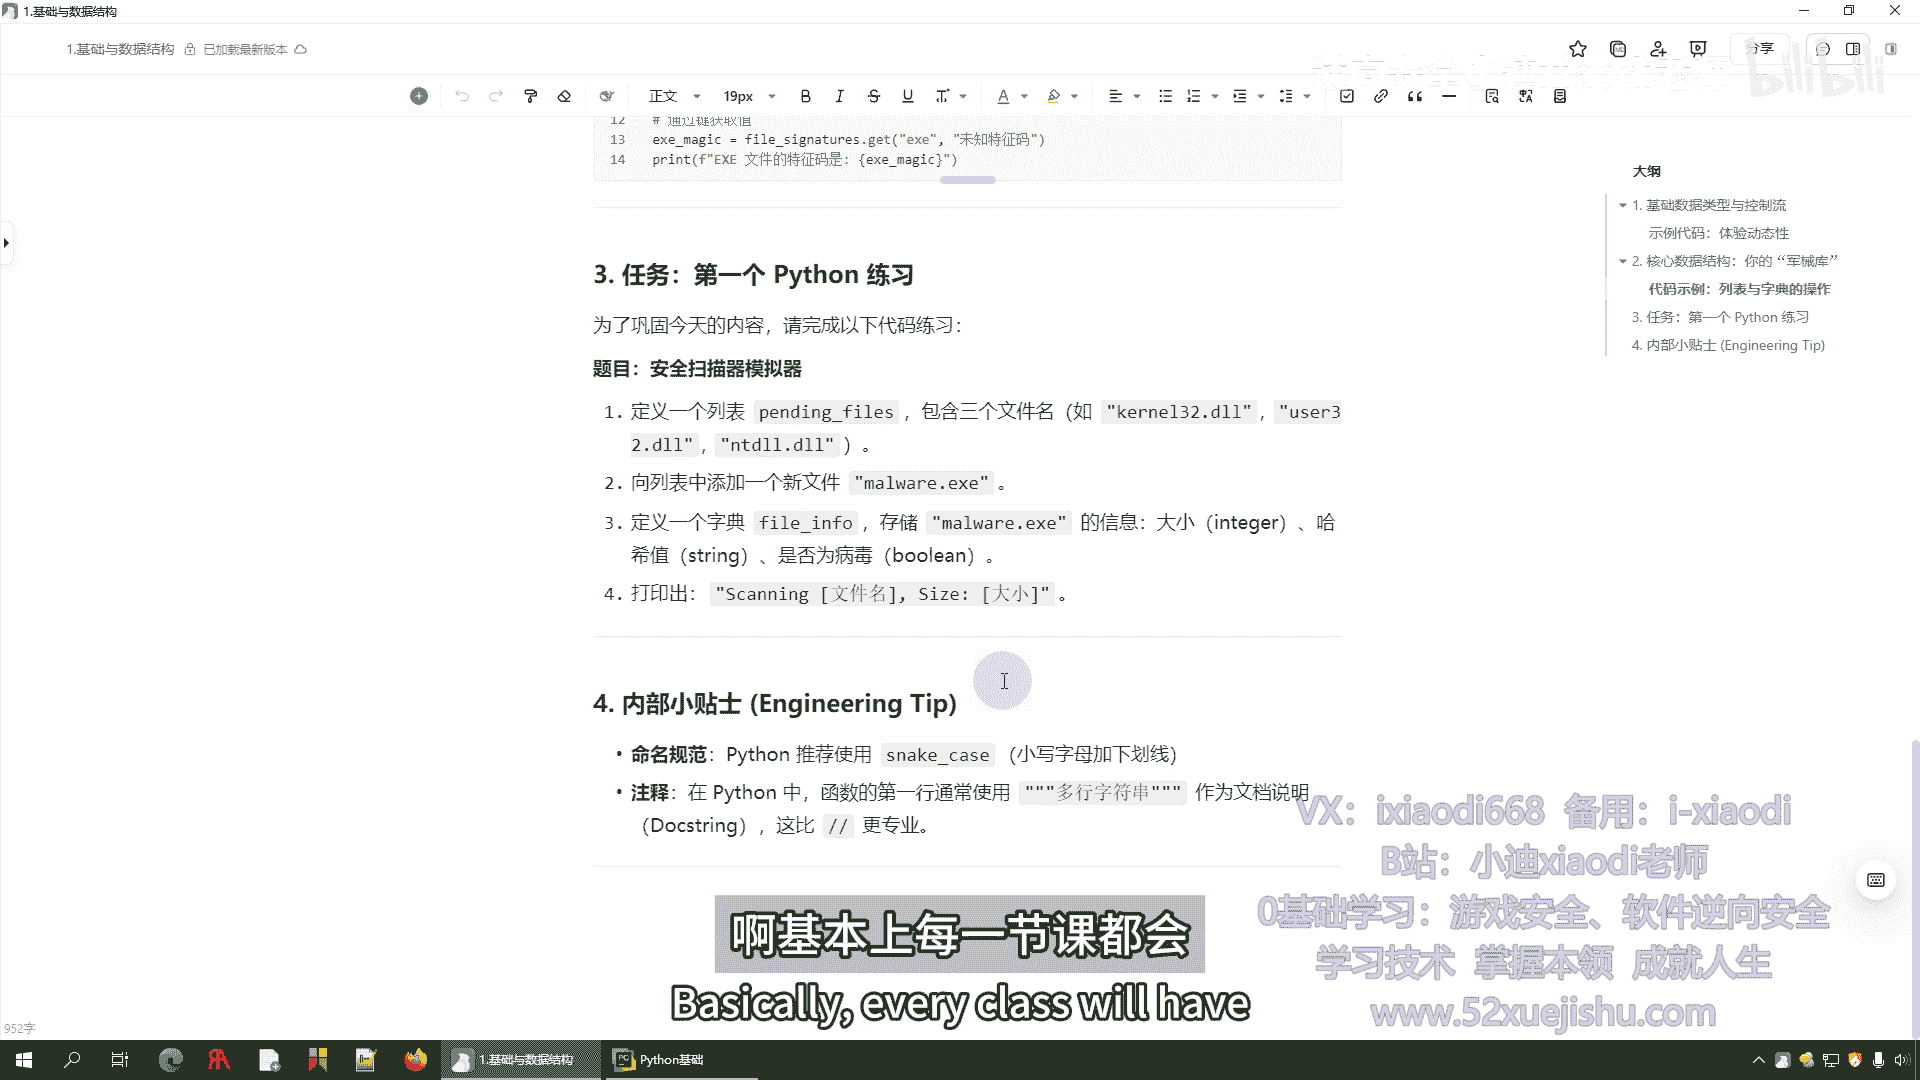 1.基础与数据结构
1.基础与数据结构 已加载最新版本
分享
bilibili
正文 19px
12 # 通过键获取值
13 exe_magic = file_signatures.get("exe", "未知特征码")
14 print(f"EXE 文件的特征码是: {exe_magic}")
3. 任务：第一个 Python 练习
为了巩固今天的内容，请完成以下代码练习：
题目：安全扫描器模拟器
1. 定义一个列表 pending_files ，包含三个文件名（如 "kernel32.dll" ，"user3
2.dll" ，"ntdll.dll" ）。
2. 向列表中添加一个新文件 "malware.exe" 。
3. 定义一个字典 file_info ，存储 "malware.exe" 的信息：大小（integer）、哈
希值（string）、是否为病毒（boolean）。
4. 打印出： "Scanning [文件名], Size: [大小]" 。
4. 内部小贴士 (Engineering Tip)
• 命名规范：Python 推荐使用 snake_case （小写字母加下划线）
• 注释：在 Python 中，函数的第一行通常使用 """多行字符串""" 作为文档说明
（Docstring），这比 // 更专业。
大纲
1. 基础数据类型与控制流
示例代码：体验动态性
2. 核心数据结构：你的“军械库”
代码示例：列表与字典的操作
3. 任务：第一个 Python 练习
4. 内部小贴士 (Engineering Tip)
VX：ixiaodi668 备用：i-xiaodi
B站：小迪xiaodi老师
0基础学习：游戏安全、软件逆向安全
学习技术 掌握本领 成就人生
www.52xuejishu.com
啊基本上每一节课都会
Basically, every class will have
952字
1.基础与数据结构
Python基础